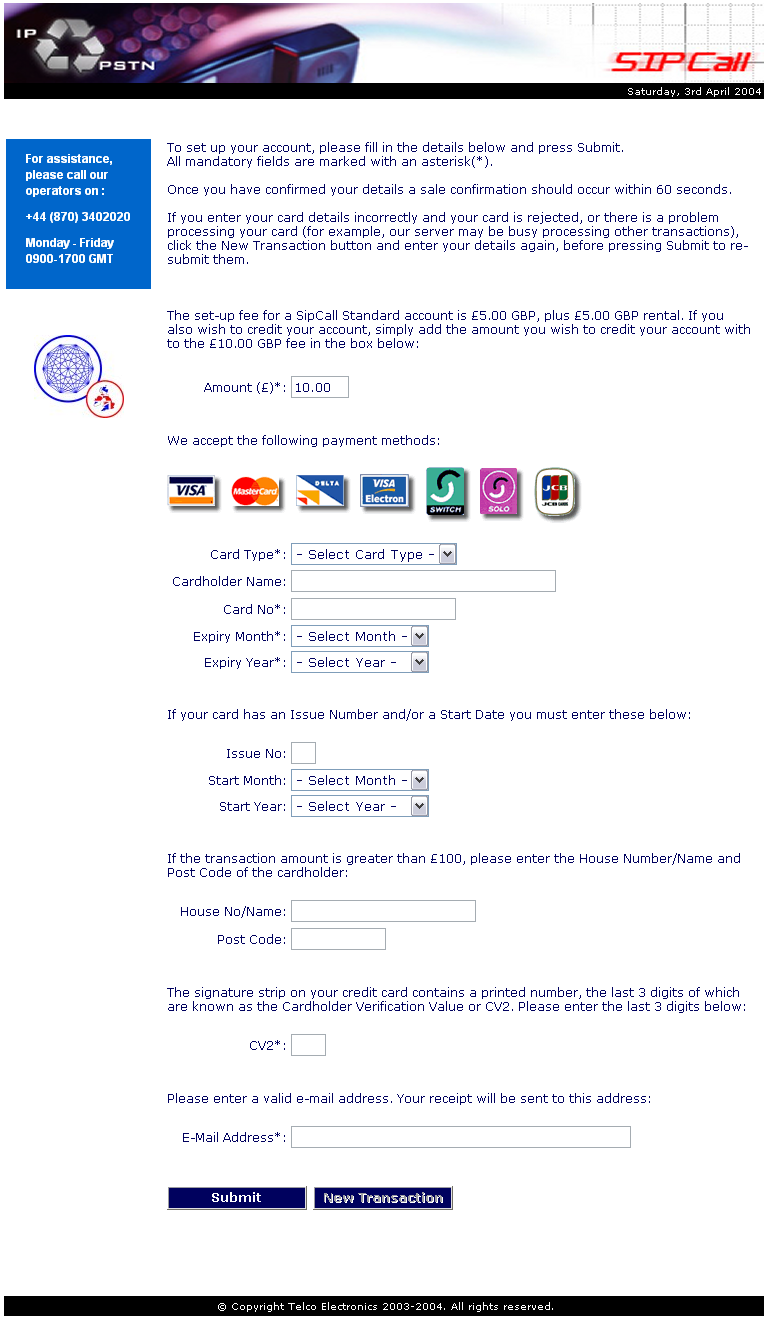 IP
PSTN
SIPCall
Saturday, 3rd April 2004
For assistance,
please call our
operators on :
+44 (870) 3402020
Monday - Friday
0900-1700 GMT
To set up your account, please fill in the details below and press Submit.
All mandatory fields are marked with an asterisk(*).
Once you have confirmed your details a sale confirmation should occur within 60 seconds.
If you enter your card details incorrectly and your card is rejected, or there is a problem
processing your card (for example, our server may be busy processing other transactions),
click the New Transaction button and enter your details again, before pressing Submit to re-
submit them.
The set-up fee for a SipCall Standard account is £5.00 GBP, plus £5.00 GBP rental. If you
also wish to credit your account, simply add the amount you wish to credit your account with
to the £10.00 GBP fee in the box below:
Amount (£)*: 10.00
We accept the following payment methods:
VISA MasterCard DELTA VISA Electron SWITCH SOLO JCB JCB CARDS
Card Type*: - Select Card Type -
Cardholder Name:
Card No*:
Expiry Month*: - Select Month -
Expiry Year*: - Select Year -
If your card has an Issue Number and/or a Start Date you must enter these below:
Issue No:
Start Month: - Select Month -
Start Year: - Select Year -
If the transaction amount is greater than £100, please enter the House Number/Name and
Post Code of the cardholder:
House No/Name:
Post Code:
The signature strip on your credit card contains a printed number, the last 3 digits of which
are known as the Cardholder Verification Value or CV2. Please enter the last 3 digits below:
CV2*:
Please enter a valid e-mail address. Your receipt will be sent to this address:
E-Mail Address*:
Submit New Transaction
© Copyright Telco Electronics 2003-2004. All rights reserved.